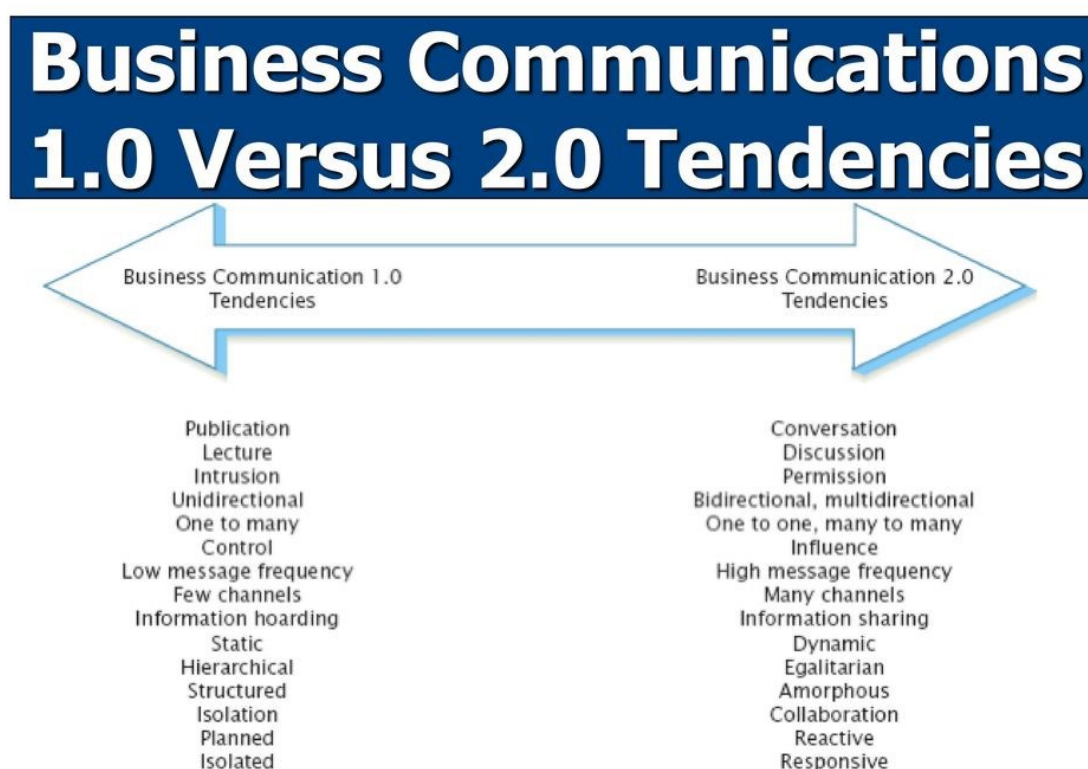 Business Communications
1.0 Versus 2.0 Tendencies
Business Communication 1.0
Tendencies
Business Communication 2.0
Tendencies
Publication
Lecture
Intrusion
Unidirectional
One to many
Control
Low message frequency
Few channels
Information hoarding
Static
Hierarchical
Structured
Isolation
Planned
Isolated
Conversation
Discussion
Permission
Bidirectional, multidirectional
One to one, many to many
Influence
High message frequency
Many channels
Information sharing
Dynamic
Egalitarian
Amorphous
Collaboration
Reactive
Responsive